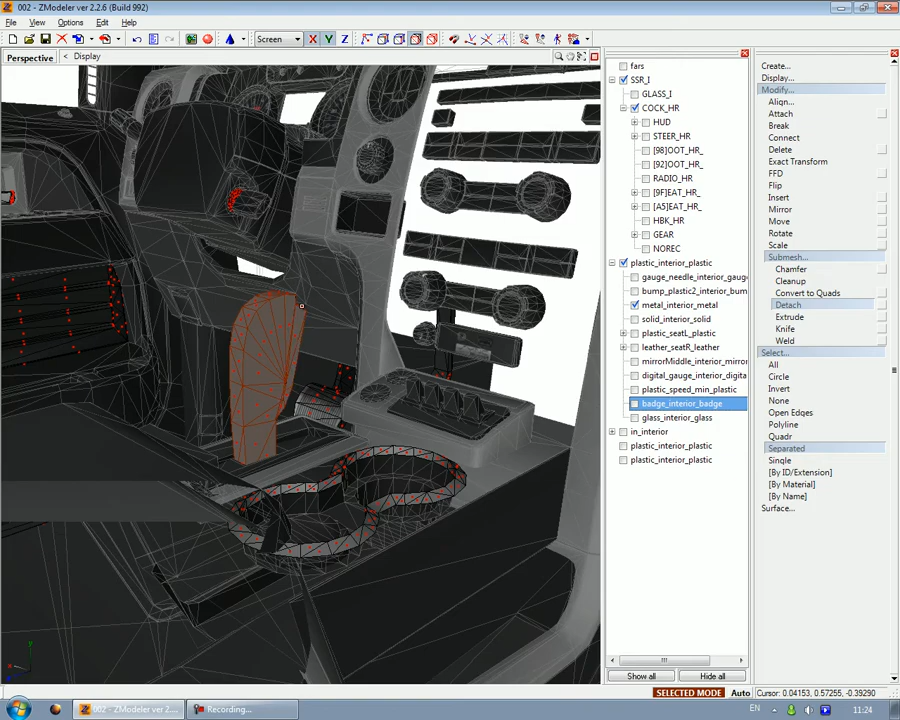 002 - ZModeler ver 2.2.6 (Build 992)
File View Options Edit Help
Screen X Y Z
Perspective < Display
fars
SSR_I
GLASS_I
COCK_HR
HUD
STEER_HR
[98]OOT_HR_
[92]OOT_HR_
RADIO_HR
[9F]EAT_HR_
[A5]EAT_HR_
HBK_HR
GEAR
NOREC
plastic_interior_plastic
gauge_needle_interior_gauge
bump_plastic2_interior_bum
metal_interior_metal
solid_interior_solid
plastic_seatL_plastic
leather_seatR_leather
mirrorMiddle_interior_mirror
digital_gauge_interior_digita
plastic_speed_min_plastic
badge_interior_badge
glass_interior_glass
in_interior
plastic_interior_plastic
plastic_interior_plastic
Show all Hide all
Create...
Display...
Modify...
Align...
Attach
Break
Connect
Delete
Exact Transform
FFD
Flip
Insert
Mirror
Move
Rotate
Scale
Submesh...
Chamfer
Cleanup
Convert to Quads
Detach
Extrude
Knife
Weld
Select...
All
Circle
Invert
None
Open Edges
Polyline
Quadr
Separated
Single
[By ID/Extension]
[By Material]
[By Name]
Surface...
SELECTED MODE Auto Cursor: 0.04153, 0.57255, -0.39290
002 - ZModeler ver 2.... Recording... EN 11:24